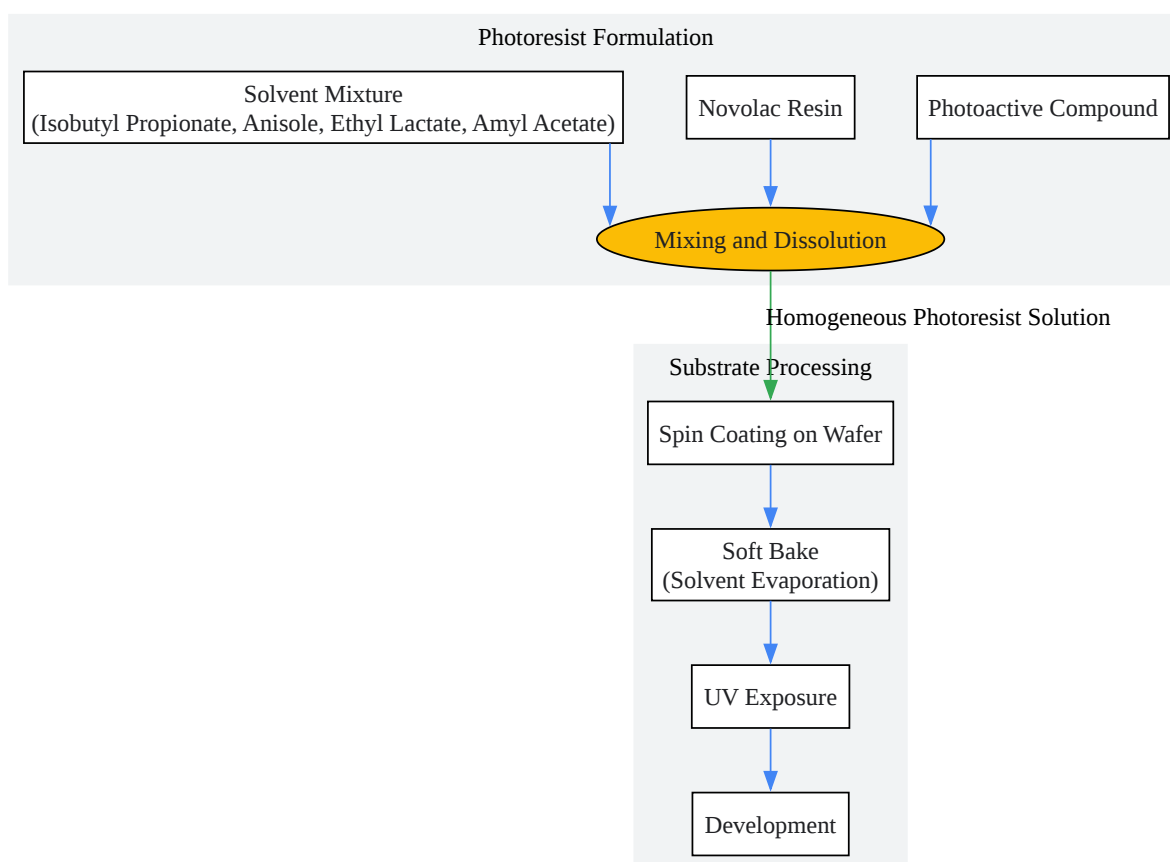 Photoresist Formulation
Solvent Mixture
(Isobutyl Propionate, Anisole, Ethyl Lactate, Amyl Acetate)
Novolac Resin
Photoactive Compound
Mixing and Dissolution
Homogeneous Photoresist Solution
Substrate Processing
Spin Coating on Wafer
Soft Bake
(Solvent Evaporation)
UV Exposure
Development